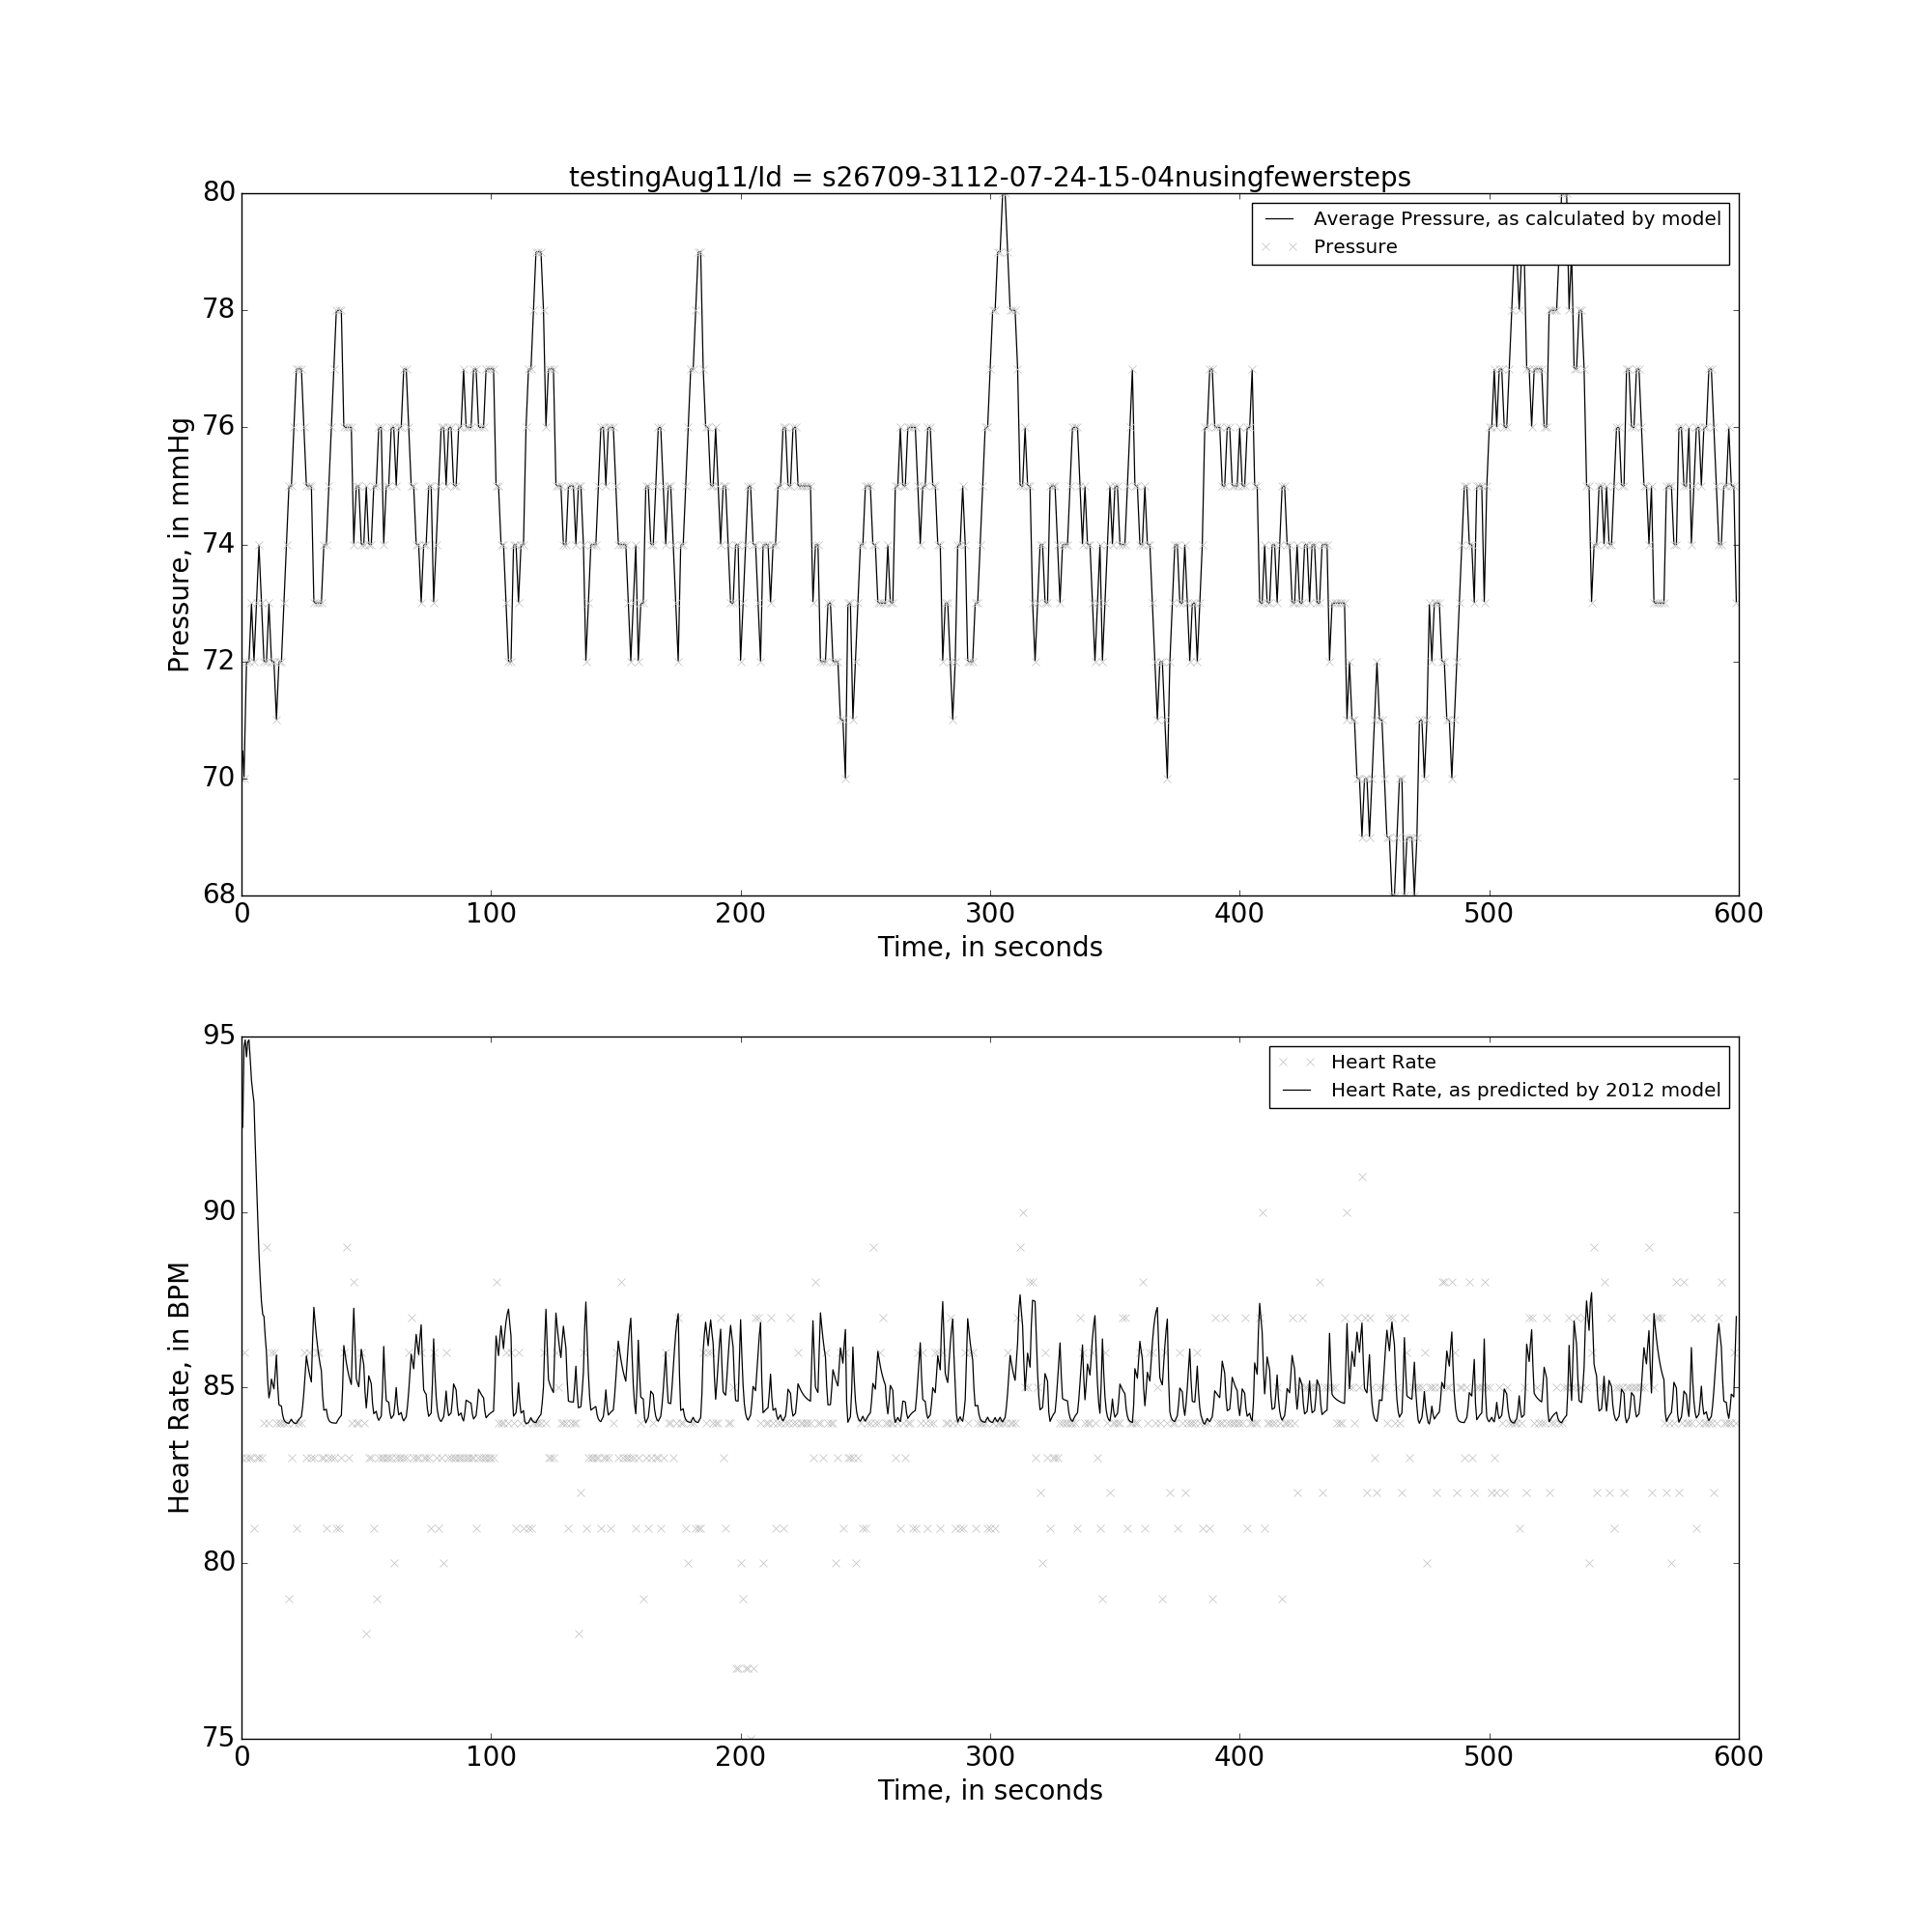 testingAug11/Id = s26709-3112-07-24-15-04nusingfewersteps
80
78
76
74
72
70
68
Pressure, in mmHg
Average Pressure, as calculated by model
Pressure
0 100 200 300 400 500 600
Time, in seconds
95
90
85
80
75
Heart Rate, in BPM
Heart Rate
Heart Rate, as predicted by 2012 model
0 100 200 300 400 500 600
Time, in seconds